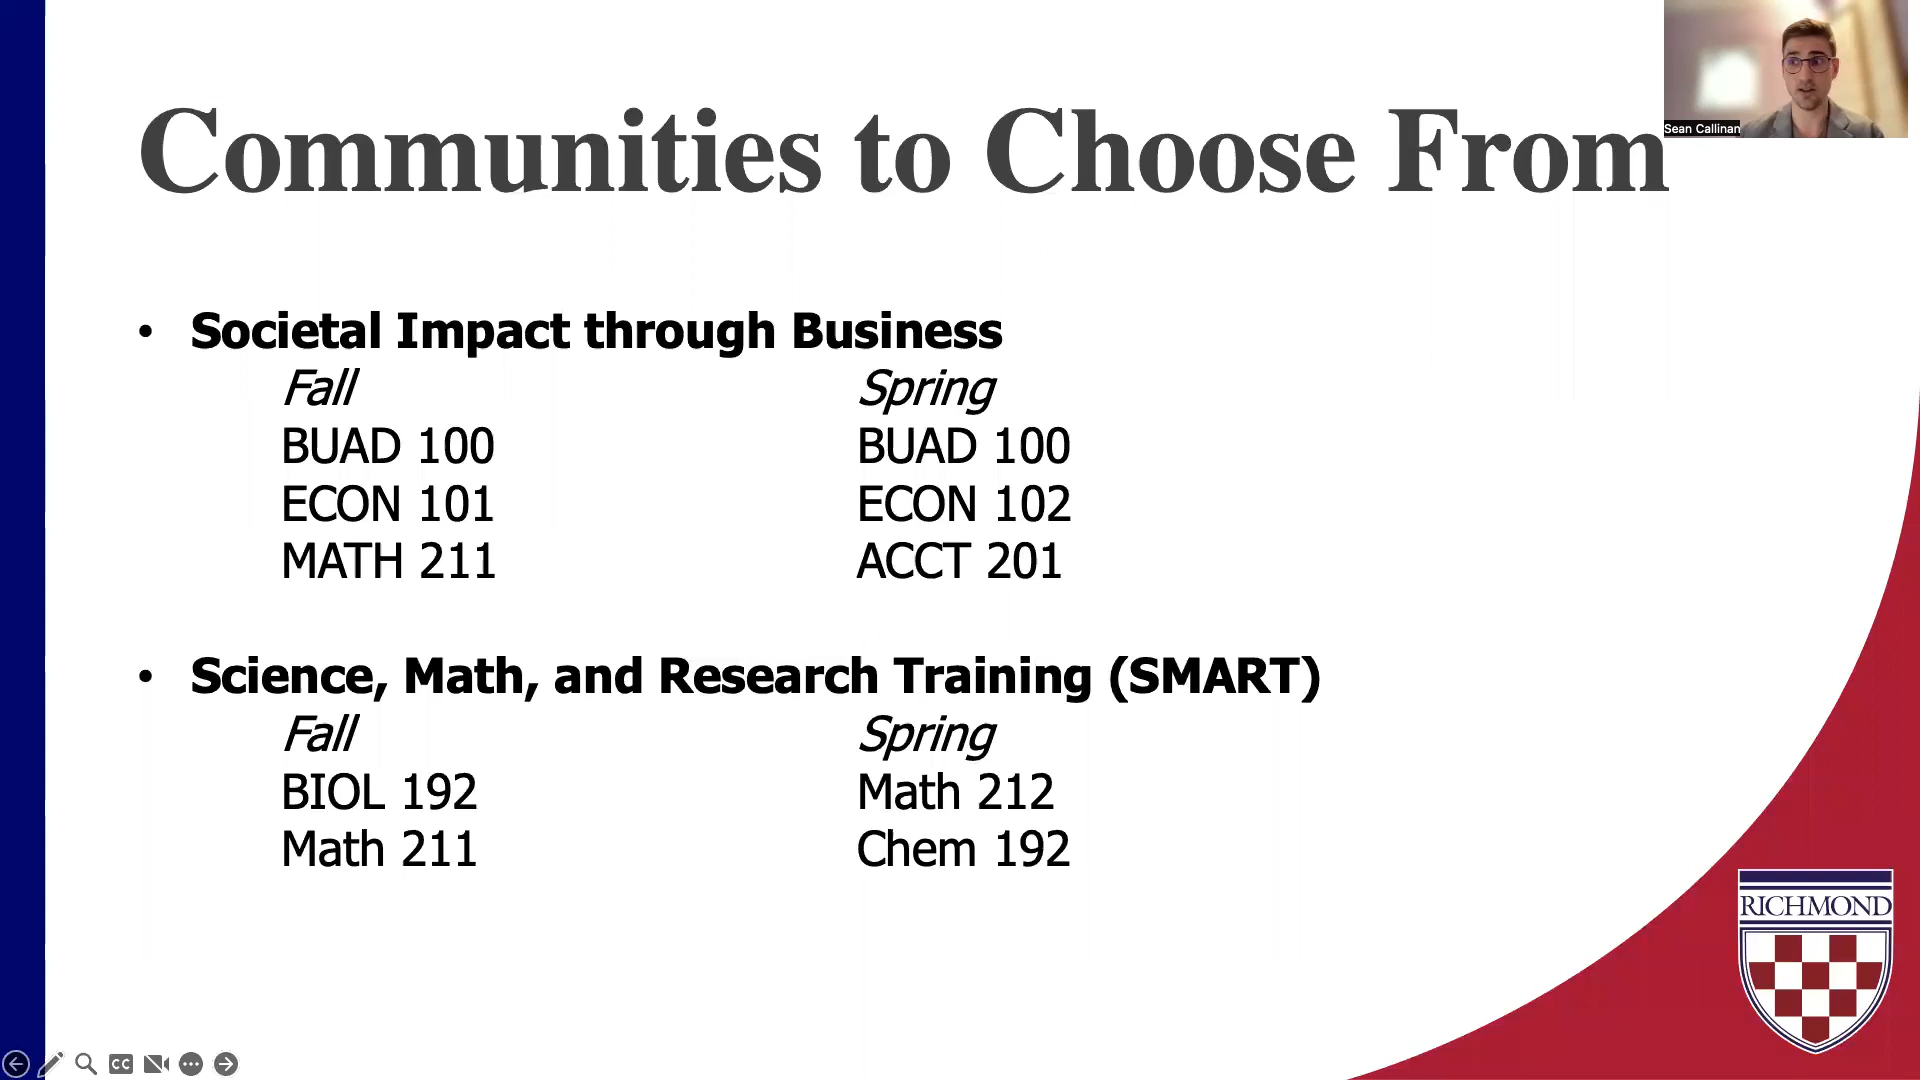 Communities to Choose From
Sean Callinan
• Societal Impact through Business
Fall Spring
BUAD 100 BUAD 100
ECON 101 ECON 102
MATH 211 ACCT 201
• Science, Math, and Research Training (SMART)
Fall Spring
BIOL 192 Math 212
Math 211 Chem 192
RICHMOND
CC